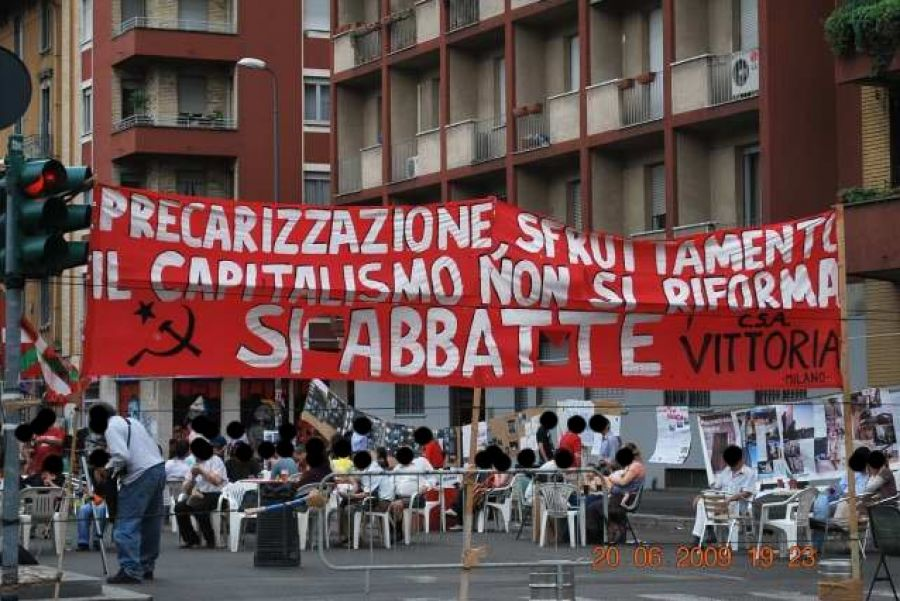 PRECARIZZAZIONE, SFRUTTAMENTO
IL CAPITALISMO NON SI RIFORMA
SI ABBATTE
C.S.A.
VITTORIA
-MILANO-
20 06 2009 19 23